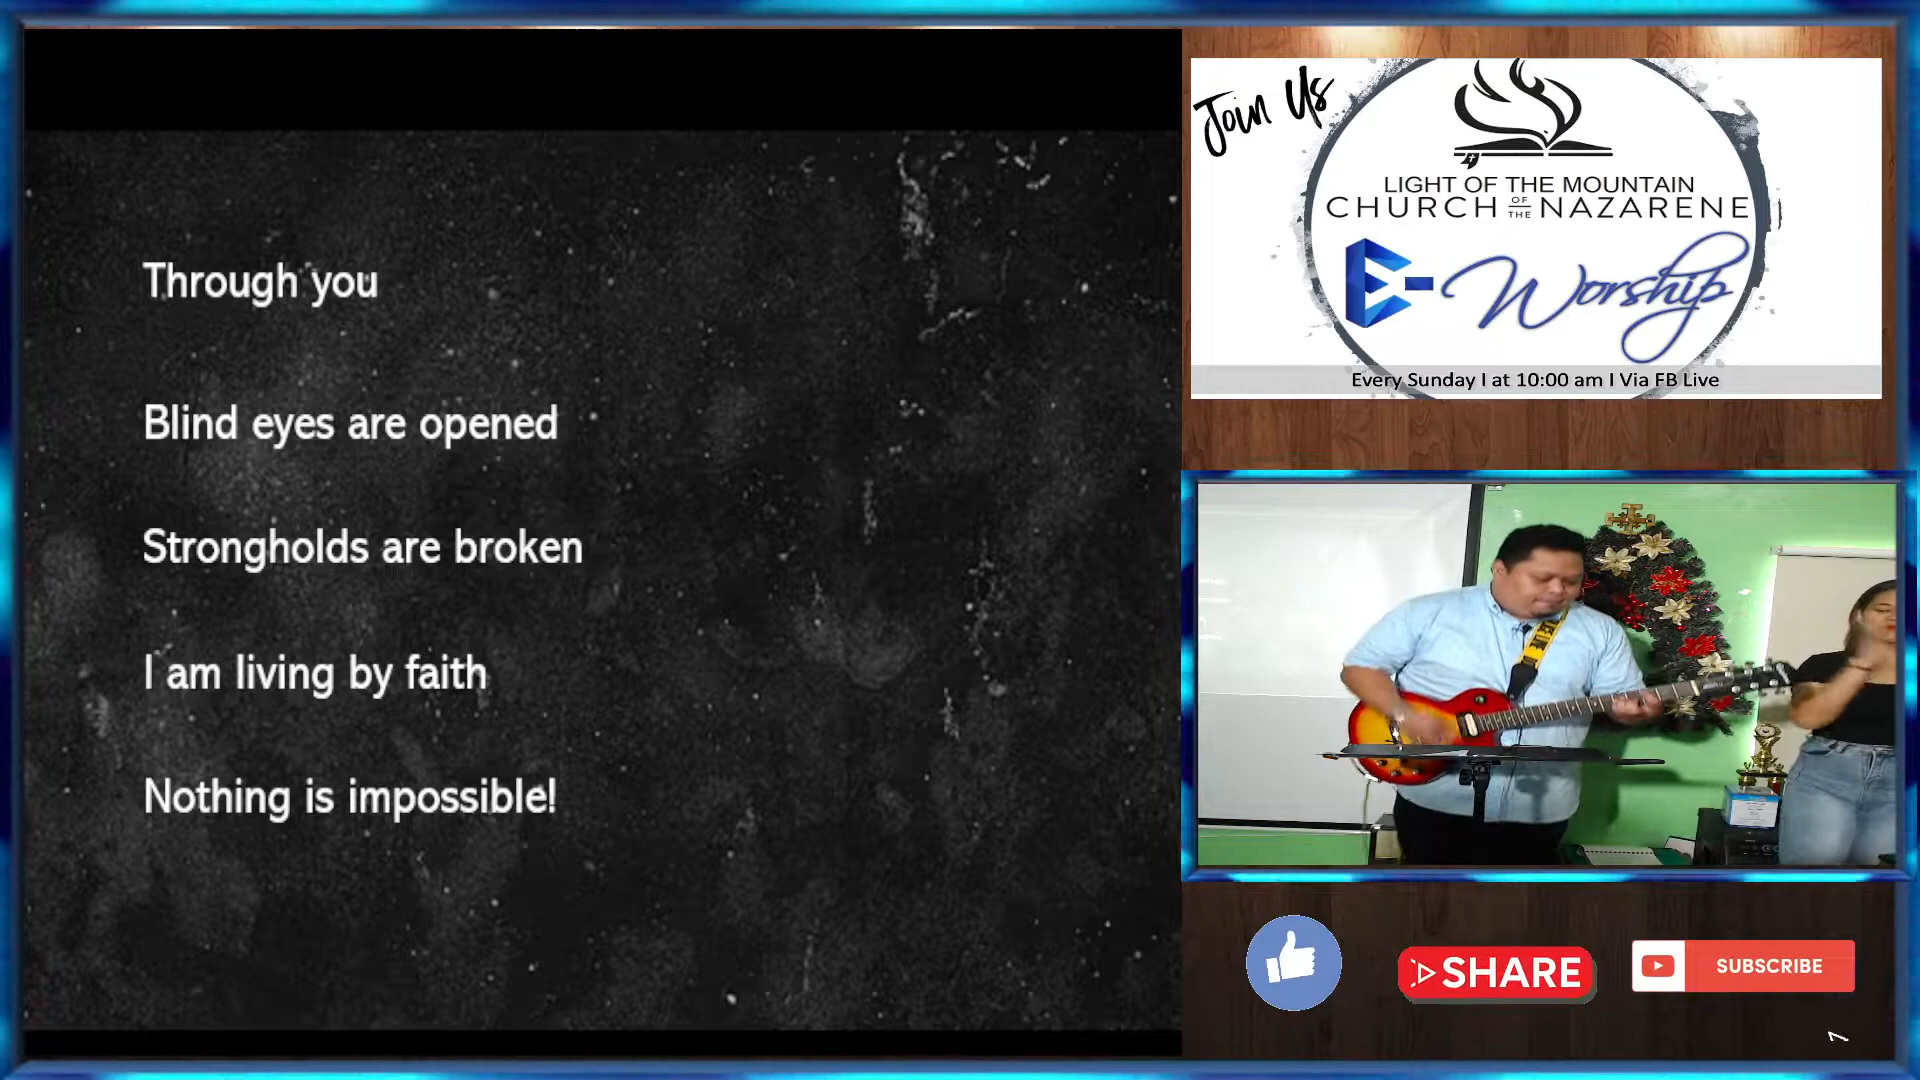 Through you
Blind eyes are opened
Strongholds are broken
I am living by faith
Nothing is impossible!
Join Us
LIGHT OF THE MOUNTAIN
CHURCH OF THE NAZARENE
E-Worship
Every Sunday I at 10:00 am I Via FB Live
SHARE
SUBSCRIBE